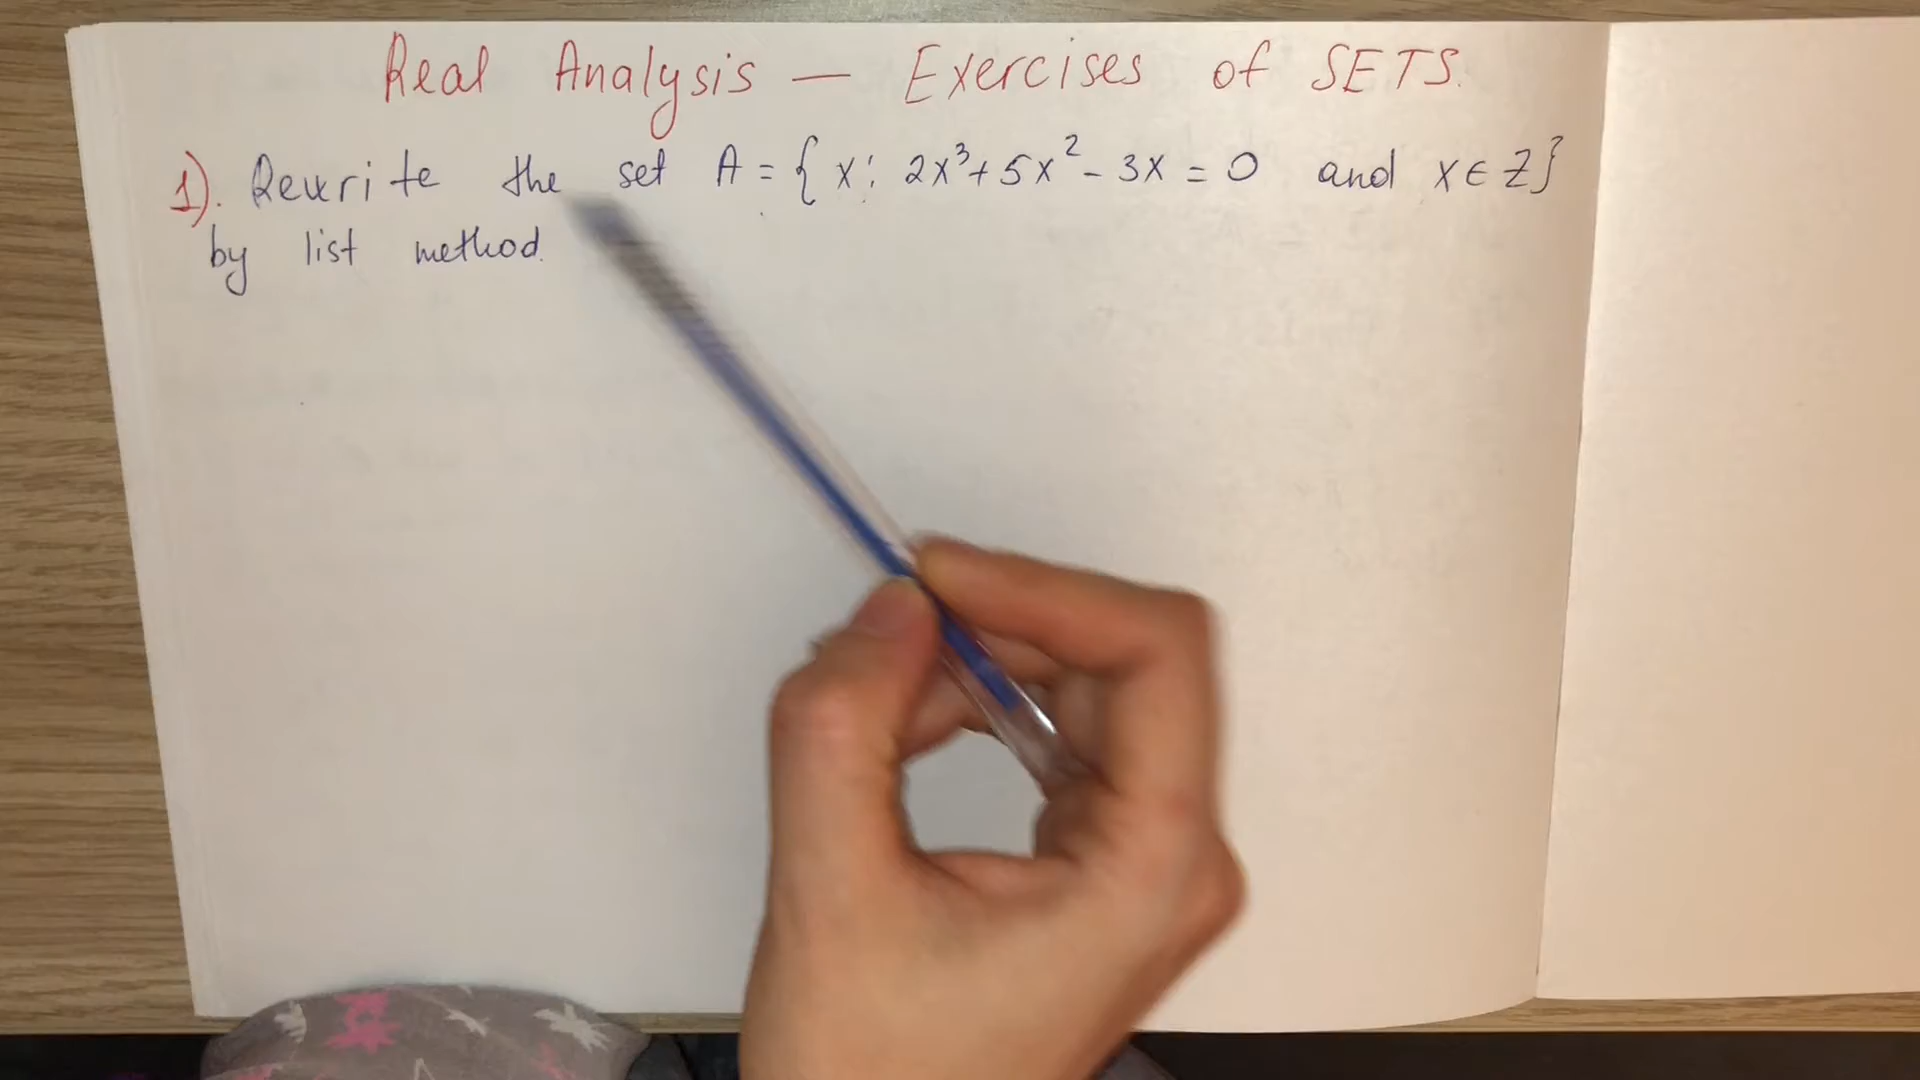 Real Analysis — Exercises of SETS.
1). Rewrite the set A = { x : 2x³ + 5x² - 3x = 0 and x ∈ Z }
by list method.